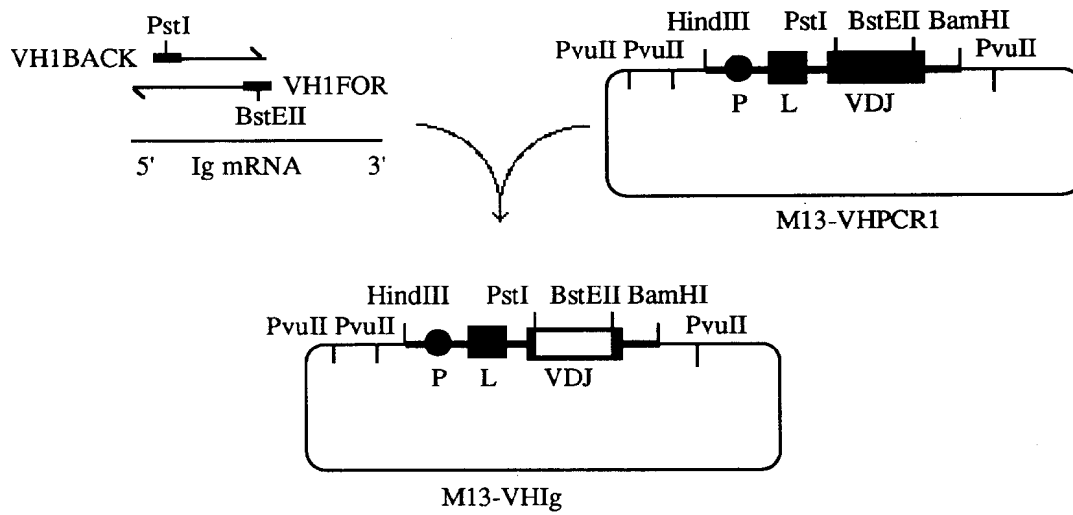 PstI
VH1BACK
VH1FOR
BstEII
5' Ig mRNA 3'
HindIII PstI BstEII BamHI
PvuII PvuII PvuII
P L VDJ
M13-VHPCR1
HindIII PstI BstEII BamHI
PvuII PvuII PvuII
P L VDJ
M13-VHIg